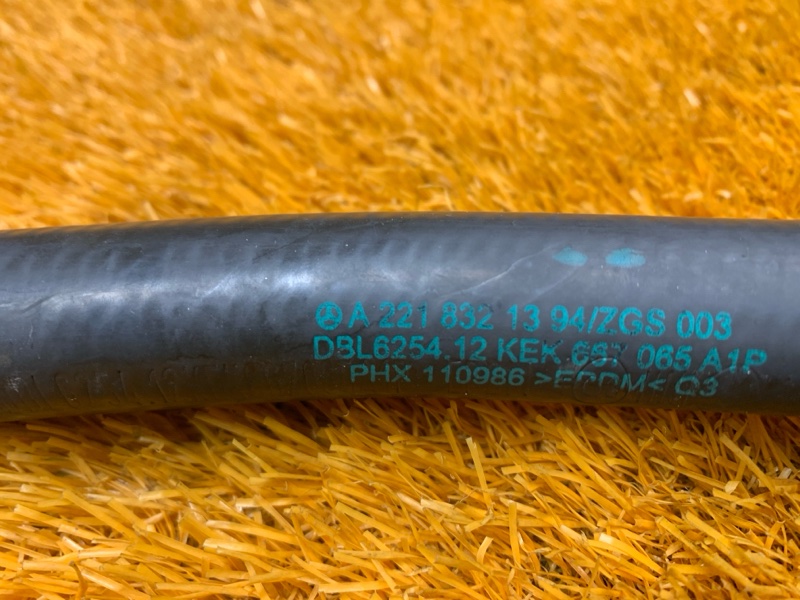 A 221 832 13 94/ZGS 003
DBL6254.12 KEK 697 065 A1P
PHX 110986 >EPDM< Q3